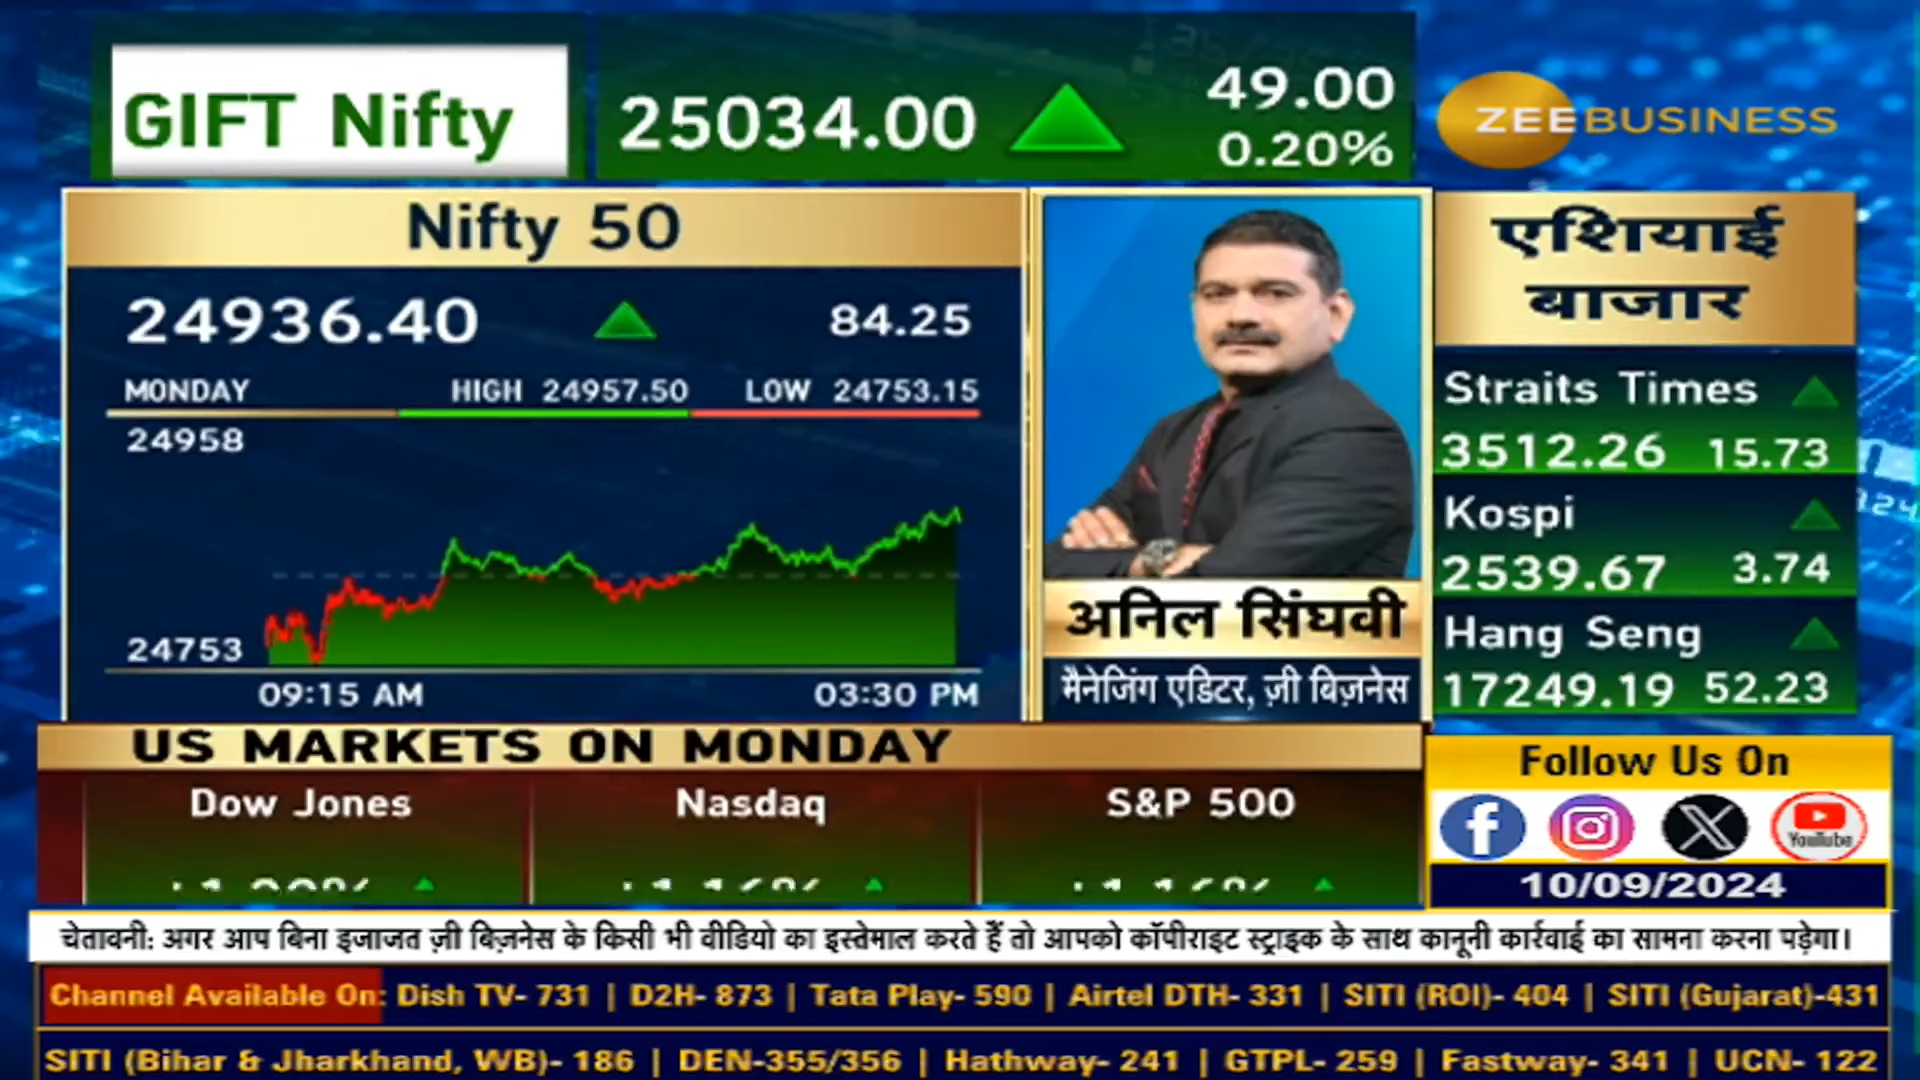 GIFT Nifty
25034.00
49.00
0.20%
ZEEBUSINESS
Nifty 50
24936.40 84.25
MONDAY HIGH 24957.50 LOW 24753.15
24958
24753
09:15 AM 03:30 PM
अनिल सिंघवी
मैनेजिंग एडिटर, ज़ी बिज़नेस
एशियाई
बाजार
Straits Times
3512.26 15.73
Kospi
2539.67 3.74
Hang Seng
17249.19 52.23
US MARKETS ON MONDAY
Dow Jones Nasdaq S&P 500
Follow Us On
YouTube
10/09/2024
चेतावनी: अगर आप बिना इजाजत ज़ी बिज़नेस के किसी भी वीडियो का इस्तेमाल करते हैं तो आपको कॉपीराइट स्ट्राइक के साथ कानूनी कार्रवाई का सामना करना पड़ेगा।
Channel Available On: Dish TV- 731 | D2H- 873 | Tata Play- 590 | Airtel DTH- 331 | SITI (ROI)- 404 | SITI (Gujarat)-431
SITI (Bihar & Jharkhand, WB)- 186 | DEN-355/356 | Hathway- 241 | GTPL- 259 | Fastway- 341 | UCN- 122